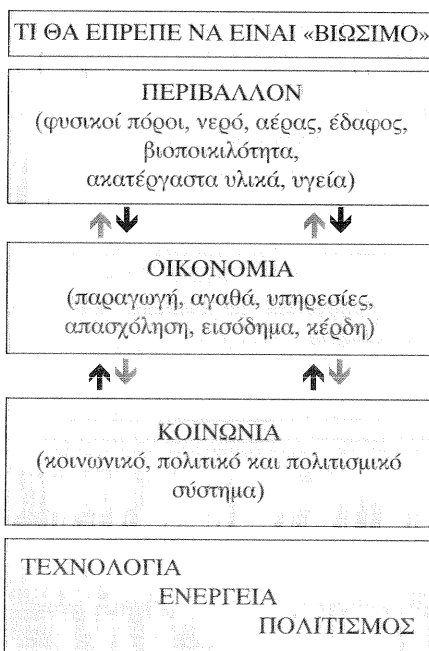 ΤΙ ΘΑ ΕΠΡΕΠΕ ΝΑ ΕΙΝΑΙ «ΒΙΩΣΙΜΟ»
ΠΕΡΙΒΑΛΛΟΝ
(φυσικοί πόροι, νερό, αέρας, έδαφος,
βιοποικιλότητα,
ακατέργαστα υλικά, υγεία)
ΟΙΚΟΝΟΜΙΑ
(παραγωγή, αγαθά, υπηρεσίες,
απασχόληση, εισόδημα, κέρδη)
ΚΟΙΝΩΝΙΑ
(κοινωνικό, πολιτικό και πολιτισμικό
σύστημα)
ΤΕΧΝΟΛΟΓΙΑ
ΕΝΕΡΓΕΙΑ
ΠΟΛΙΤΙΣΜΟΣ